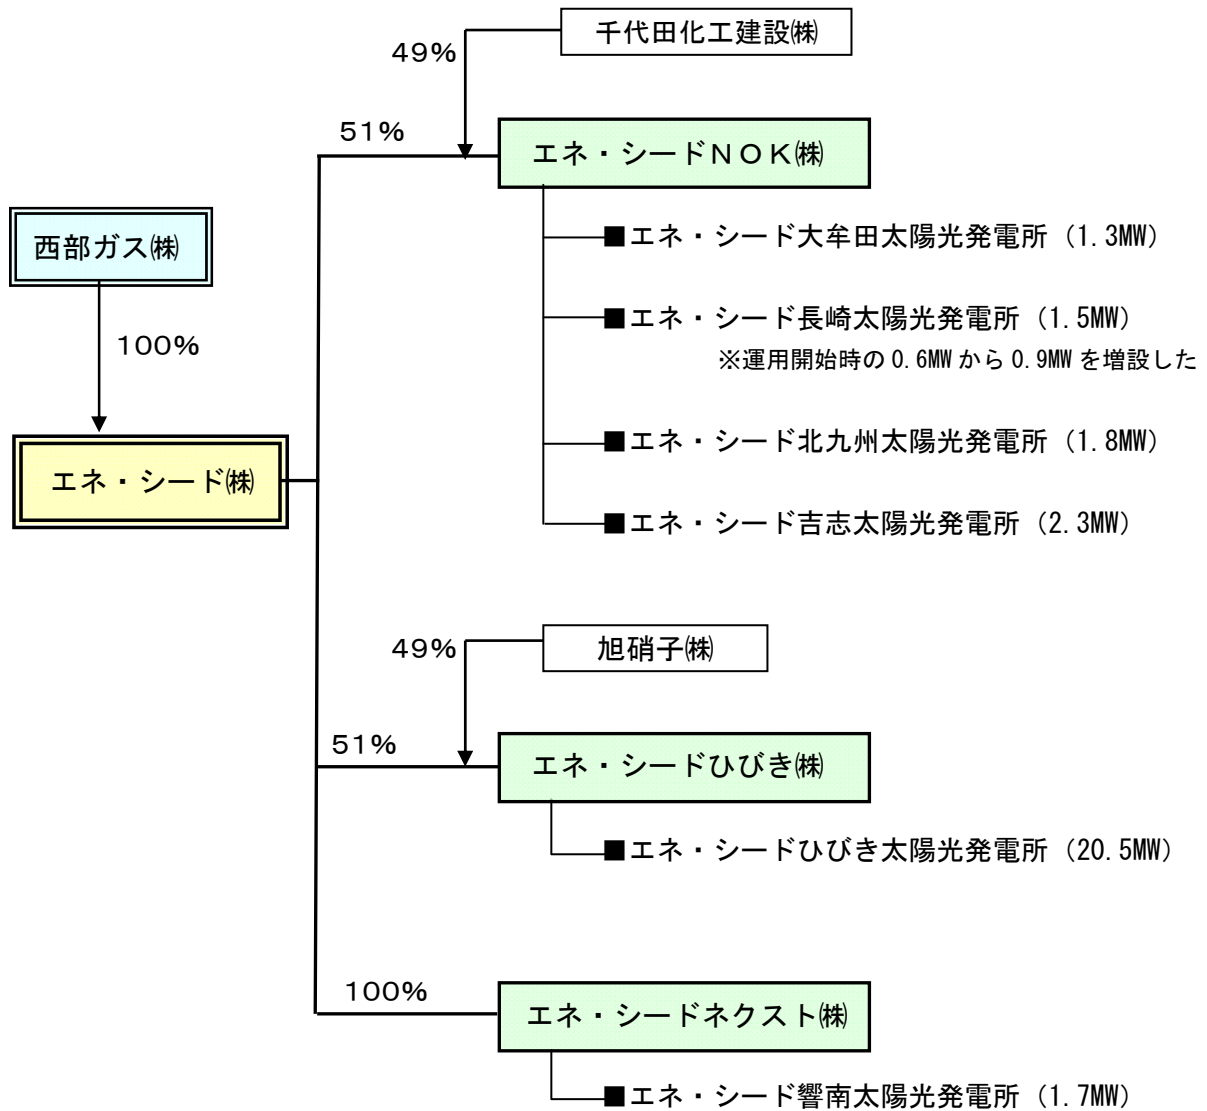 千代田化工建設㈱
49%
51%
エネ・シードNOK㈱
西部ガス㈱
■エネ・シード大牟田太陽光発電所（1.3MW）
■エネ・シード長崎太陽光発電所（1.5MW）
100%
※運用開始時の0.6MWから0.9MWを増設した
■エネ・シード北九州太陽光発電所（1.8MW）
エネ・シード㈱
■エネ・シード吉志太陽光発電所（2.3MW）
49%
旭硝子㈱
51%
エネ・シードひびき㈱
■エネ・シードひびき太陽光発電所（20.5MW）
100%
エネ・シードネクスト㈱
■エネ・シード響南太陽光発電所（1.7MW）